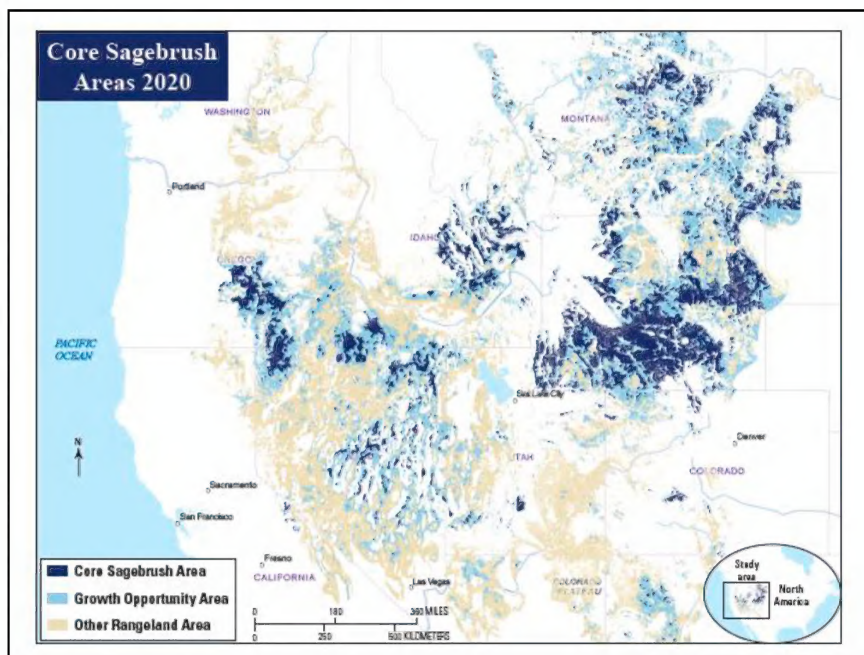 Core Sagebrush
Areas 2020
WASHINGTON
MONTANA
Portland
IDAHO
OREGON
PACIFIC
OCEAN
Salt Lake City
N
UTAH
Denver
COLORADO
Sacramento
San Francisco
Fresno
CALIFORNIA
Las Vegas
COLORADO
PLATEAU
Core Sagebrush Area
Growth Opportunity Area
Other Rangeland Area
0 180 360 MILES
0 250 500 KILOMETERS
Study
area
North
America